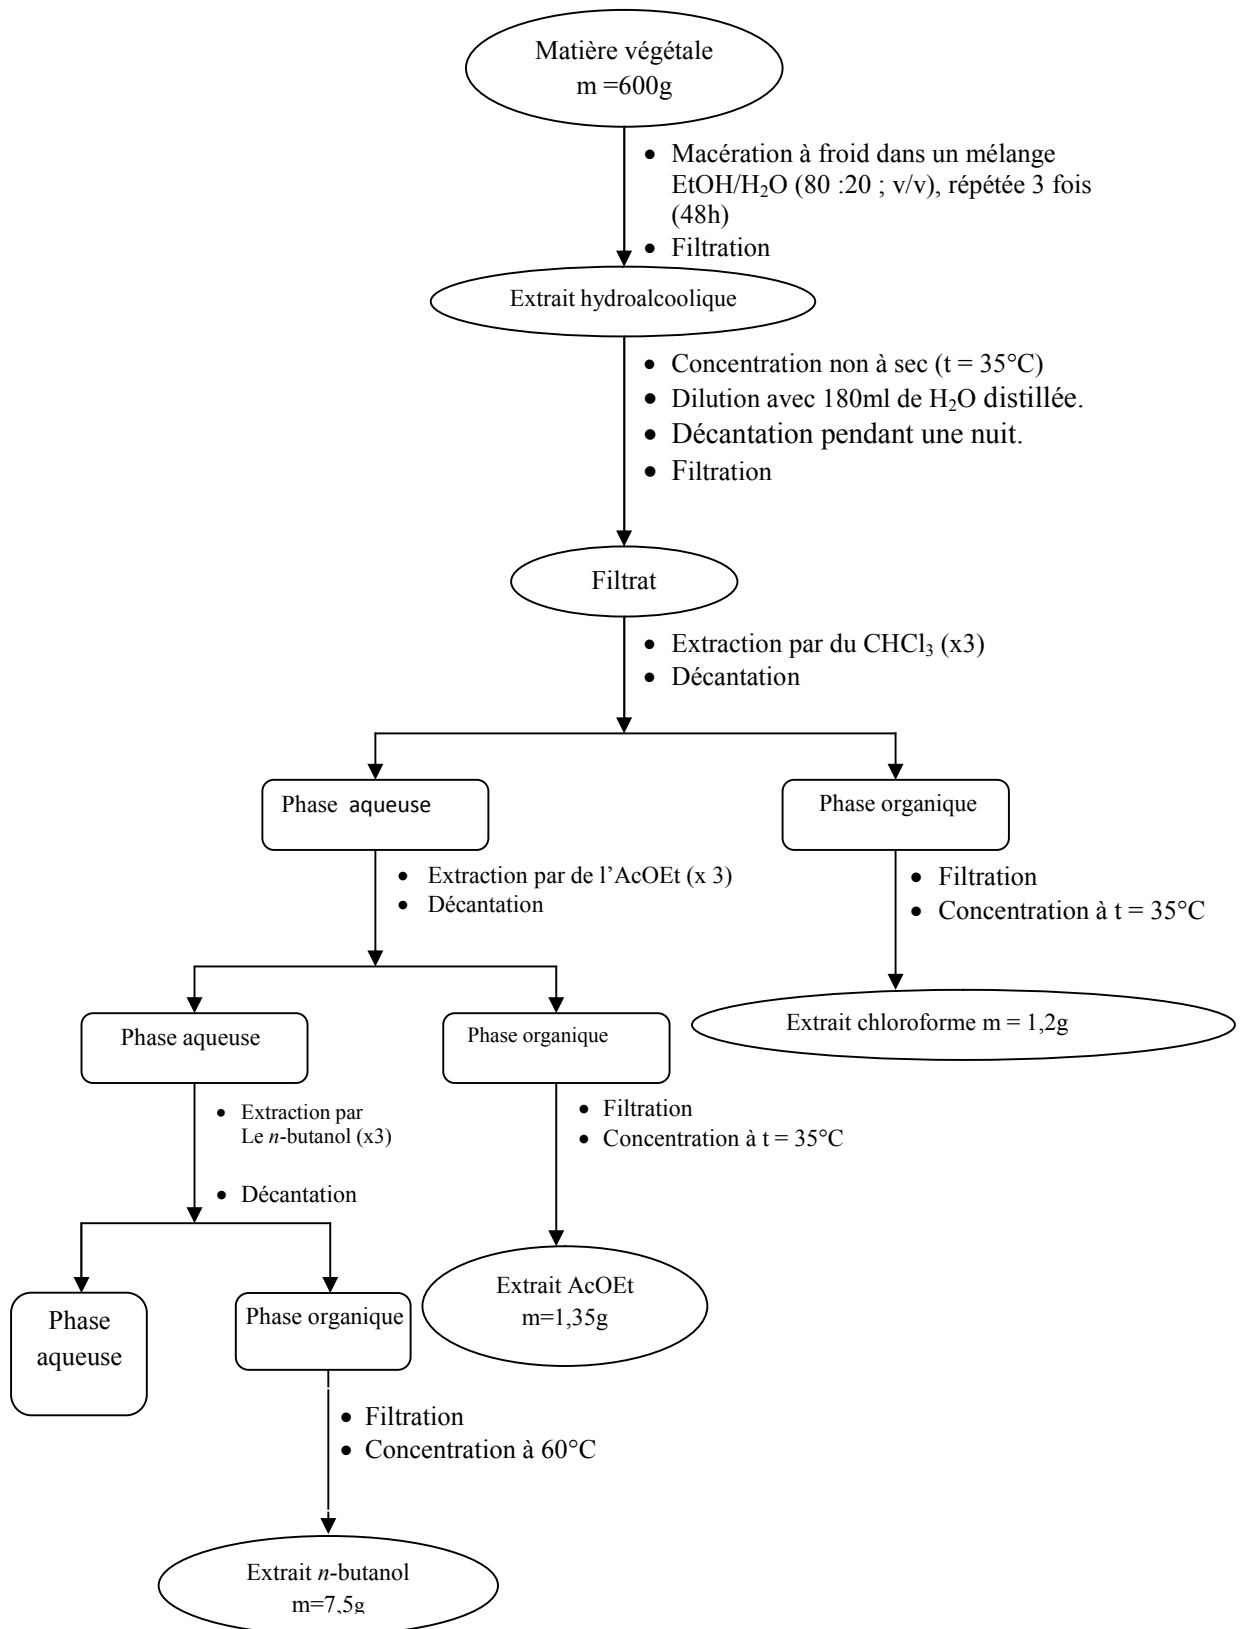 Matière végétale
m =600g
• Macération à froid dans un mélange
EtOH/H₂O (80 :20 ; v/v), répétée 3 fois
(48h)
• Filtration
Extrait hydroalcoolique
• Concentration non à sec (t = 35°C)
• Dilution avec 180ml de H₂O distillée.
• Décantation pendant une nuit.
• Filtration
Filtrat
• Extraction par du CHCl₃ (x3)
• Décantation
Phase aqueuse
Phase organique
• Extraction par de l’AcOEt (x 3)
• Décantation
• Filtration
• Concentration à t = 35°C
Phase aqueuse
Phase organique
Extrait chloroforme m = 1,2g
• Extraction par
Le n-butanol (x3)
• Décantation
• Filtration
• Concentration à t = 35°C
Phase
aqueuse
Phase organique
Extrait AcOEt
m=1,35g
• Filtration
• Concentration à 60°C
Extrait n-butanol
m=7,5g